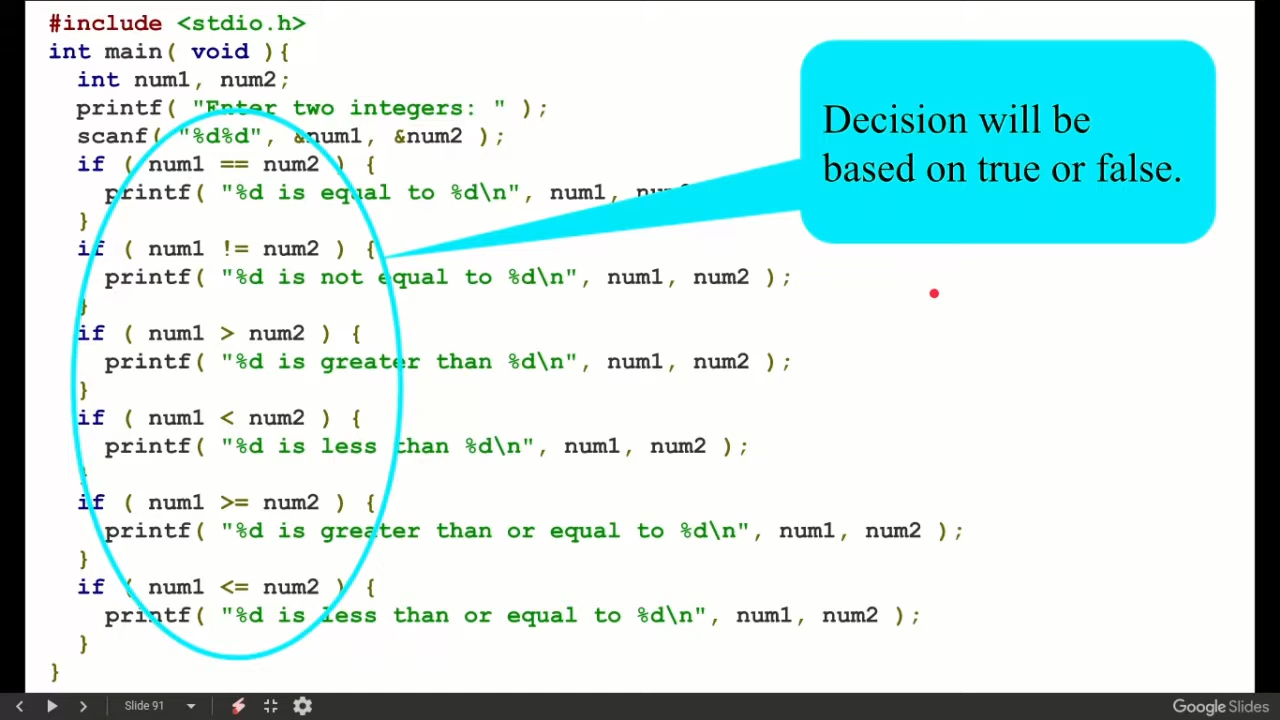 #include <stdio.h>
int main( void ){
  int num1, num2;
  printf( "Enter two integers: " );
  scanf( "%d%d", &num1, &num2 );
  if ( num1 == num2 ) {
    printf( "%d is equal to %d\n", num1, num2
  }
  if ( num1 != num2 ) {
    printf( "%d is not equal to %d\n", num1, num2 );
  }
  if ( num1 > num2 ) {
    printf( "%d is greater than %d\n", num1, num2 );
  }
  if ( num1 < num2 ) {
    printf( "%d is less than %d\n", num1, num2 );
  }
  if ( num1 >= num2 ) {
    printf( "%d is greater than or equal to %d\n", num1, num2 );
  }
  if ( num1 <= num2 ) {
    printf( "%d is less than or equal to %d\n", num1, num2 );
  }
}
Decision will be
based on true or false.
Slide 91
Google Slides